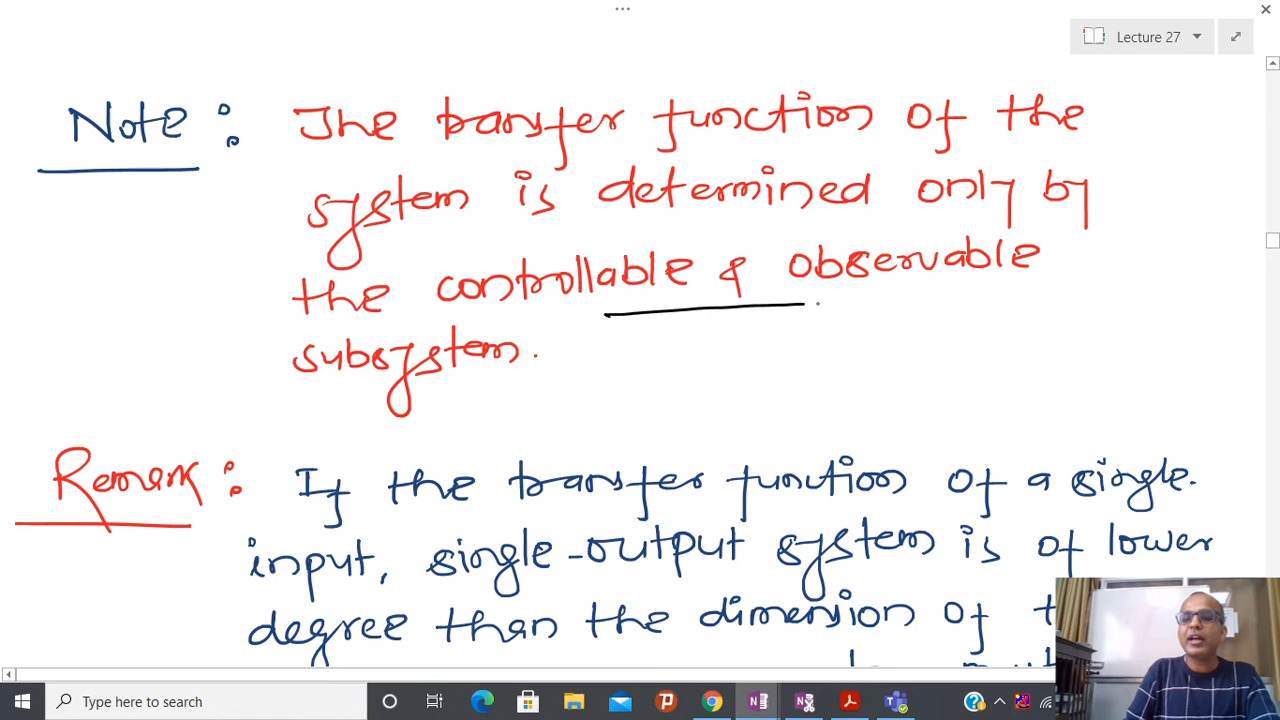 Lecture 27
Note: The transfer function of the
system is determined only by
the controllable & observable
subsystem.
Remark: If the transfer function of a single-
input, single-output system is of lower
degree than the dimension of
Type here to search